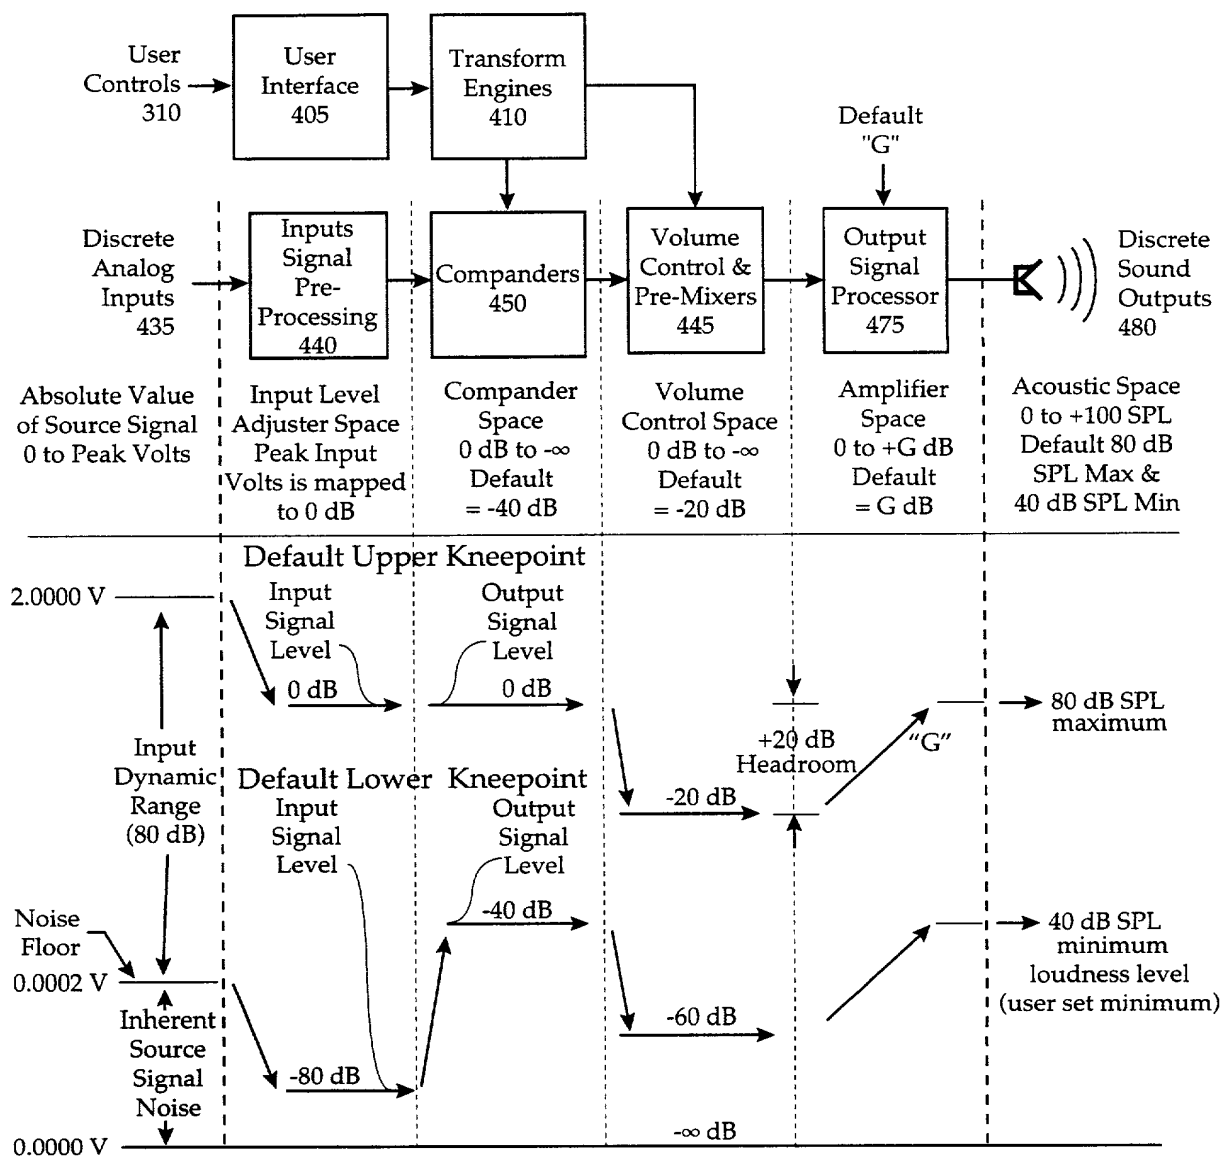 User
Controls
310
User
Interface
405
Transform
Engines
410
Default
"G"
Discrete
Analog
Inputs
435
Inputs
Signal
Pre-
Processing
440
Companders
450
Volume
Control &
Pre-Mixers
445
Output
Signal
Processor
475
Discrete
Sound
Outputs
480
Absolute Value
of Source Signal
0 to Peak Volts
Input Level
Adjuster Space
Peak Input
Volts is mapped
to 0 dB
Compander
Space
0 dB to -∞
Default
= -40 dB
Volume
Control Space
0 dB to -∞
Default
= -20 dB
Amplifier
Space
0 to +G dB
Default
= G dB
Acoustic Space
0 to +100 SPL
Default 80 dB
SPL Max &
40 dB SPL Min
Default Upper Kneepoint
2.0000 V
Input
Signal
Level
0 dB
Output
Signal
Level
0 dB
80 dB SPL
maximum
+20 dB
Headroom
"G"
-20 dB
Input
Dynamic
Range
(80 dB)
Default Lower Kneepoint
Input
Signal
Level
Output
Signal
Level
-40 dB
Noise
Floor
0.0002 V
40 dB SPL
minimum
loudness level
(user set minimum)
-60 dB
Inherent
Source
Signal
Noise
-80 dB
0.0000 V
-∞ dB